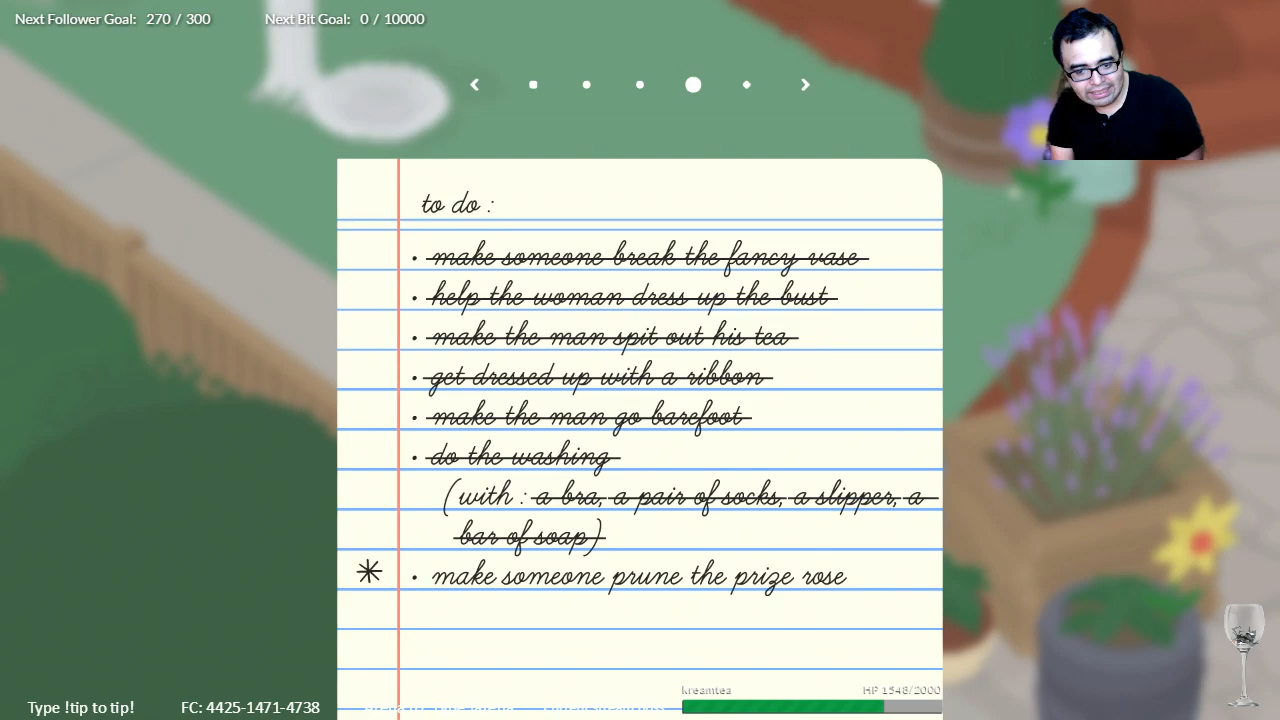 Next Follower Goal: 270 / 300 Next Bit Goal: 0 / 10000
to do :
• make someone break the fancy vase
• help the woman dress up the bust
• make the man spit out his tea
• get dressed up with a ribbon
• make the man go barefoot
• do the washing
(with : a bra, a pair of socks, a slipper, a
bar of soap)
• make someone prune the prize rose
kreamtea HP 1548/2000
Type !tip to tip! FC: 4425-1471-4738